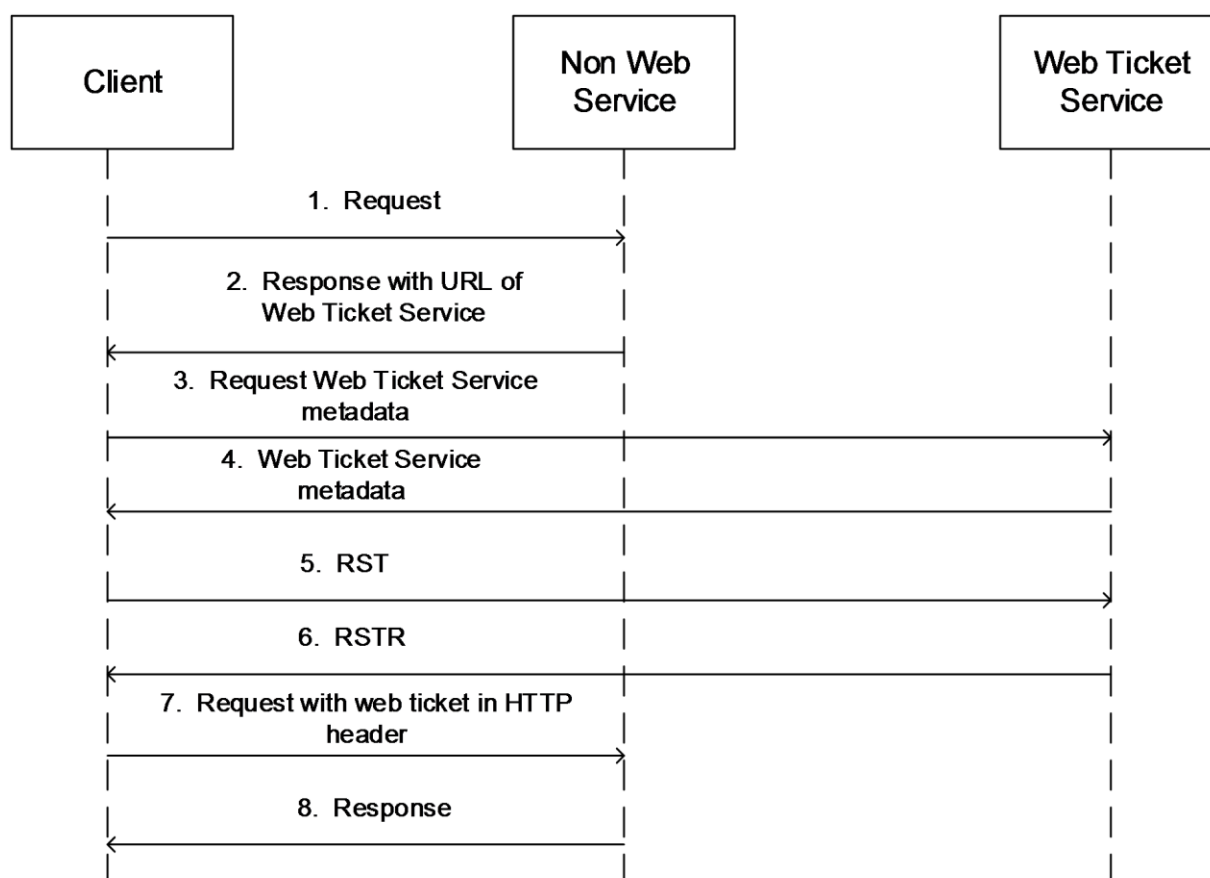 Client
Non Web
Service
Web Ticket
Service
1. Request
2. Response with URL of
Web Ticket Service
3. Request Web Ticket Service
metadata
4. Web Ticket Service
metadata
5. RST
6. RSTR
7. Request with web ticket in HTTP
header
8. Response